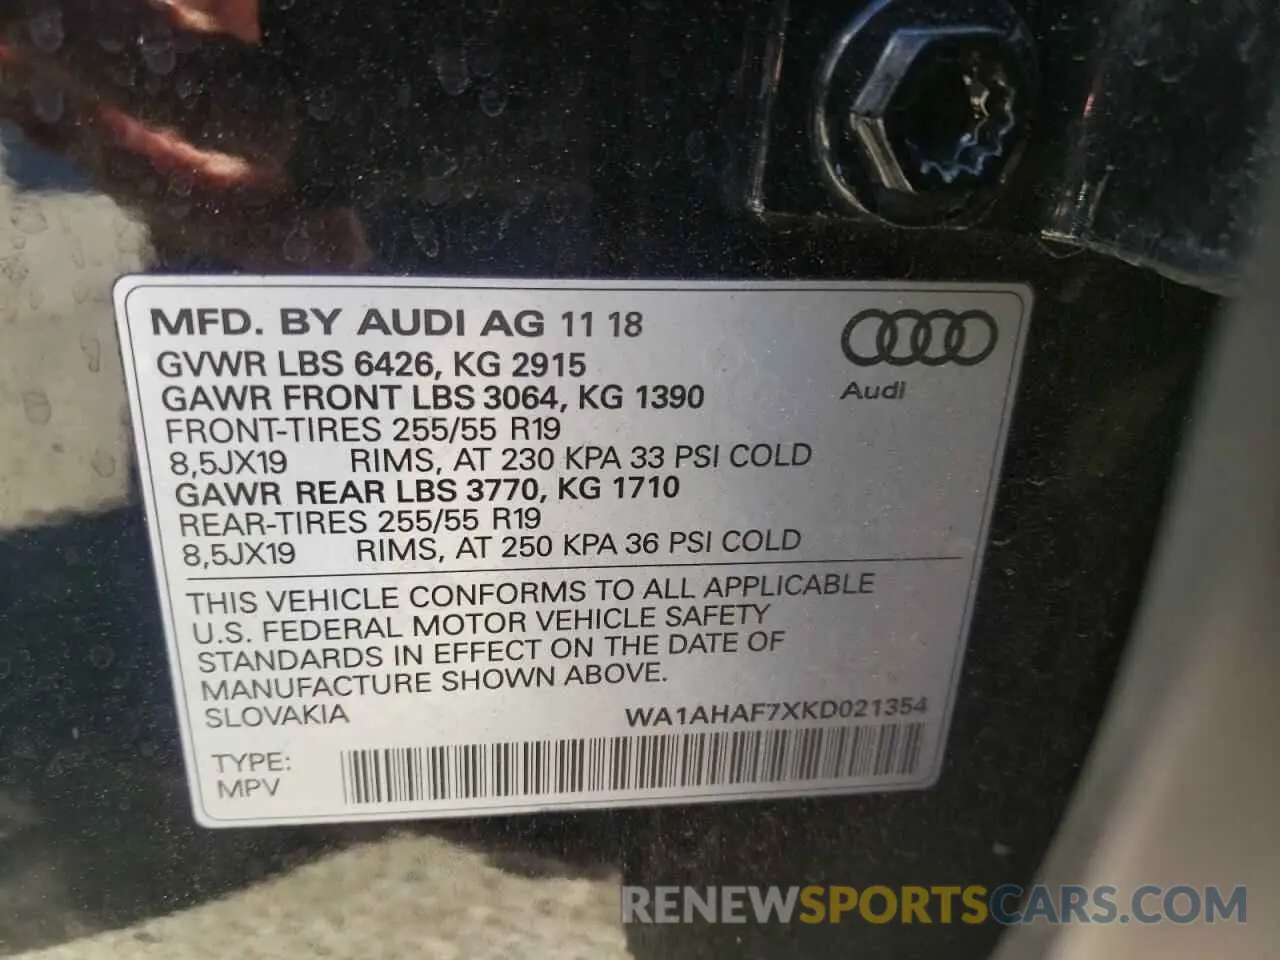 MFD. BY AUDI AG 11 18
Audi
GVWR LBS 6426, KG 2915
GAWR FRONT LBS 3064, KG 1390
FRONT-TIRES 255/55 R19
8,5JX19 RIMS, AT 230 KPA 33 PSI COLD
GAWR REAR LBS 3770, KG 1710
REAR-TIRES 255/55 R19
8,5JX19 RIMS, AT 250 KPA 36 PSI COLD
THIS VEHICLE CONFORMS TO ALL APPLICABLE
U.S. FEDERAL MOTOR VEHICLE SAFETY
STANDARDS IN EFFECT ON THE DATE OF
MANUFACTURE SHOWN ABOVE.
SLOVAKIA WA1AHAF7XKD021354
TYPE:
MPV
RENEWSPORTSCARS.COM